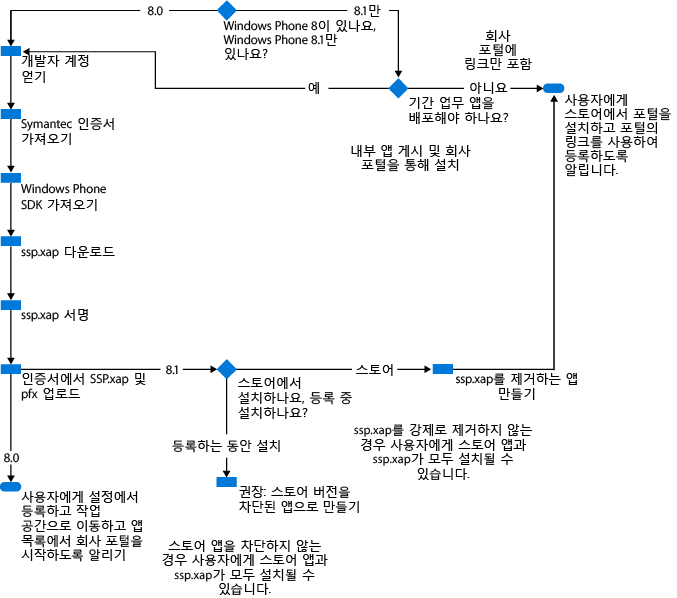 8.0
8.1만
Windows Phone 8이 있나요,
Windows Phone 8.1만
있나요?
회사
포털에
링크만 포함
개발자 계정
얻기
예
아니요
기간 업무 앱을
배포해야 하나요?
사용자에게
스토어에서 포털을
설치하고 포털의
링크를 사용하여
등록하도록
알립니다.
Symantec 인증서
가져오기
내부 앱 게시 및 회사
포털을 통해 설치
Windows Phone
SDK 가져오기
ssp.xap 다운로드
ssp.xap 서명
인증서에서 SSP.xap 및
pfx 업로드
8.1
스토어에서
설치하나요, 등록 중
설치하나요?
스토어
ssp.xap를 제거하는 앱
만들기
ssp.xap를 강제로 제거하지 않는
경우 사용자에게 스토어 앱과
ssp.xap가 모두 설치될 수
있습니다.
등록하는 동안 설치
8.0
사용자에게 설정에서
등록하고 작업
공간으로 이동하고 앱
목록에서 회사 포털을
시작하도록 알리기
권장: 스토어 버전을
차단된 앱으로 만들기
스토어 앱을 차단하지 않는
경우 사용자에게 스토어 앱과
ssp.xap가 모두 설치될 수
있습니다.